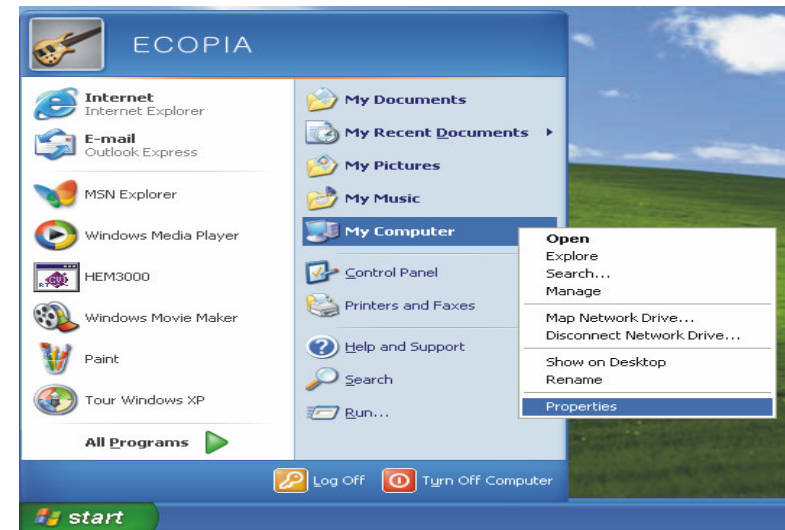 ECOPIA
Internet
Internet Explorer
E-mail
Outlook Express
MSN Explorer
Windows Media Player
HEM3000
Windows Movie Maker
Paint
Tour Windows XP
All Programs
My Documents
My Recent Documents
My Pictures
My Music
My Computer
Control Panel
Printers and Faxes
Help and Support
Search
Run...
Open
Explore
Search...
Manage
Map Network Drive...
Disconnect Network Drive...
Show on Desktop
Rename
Properties
Log Off
Turn Off Computer
start